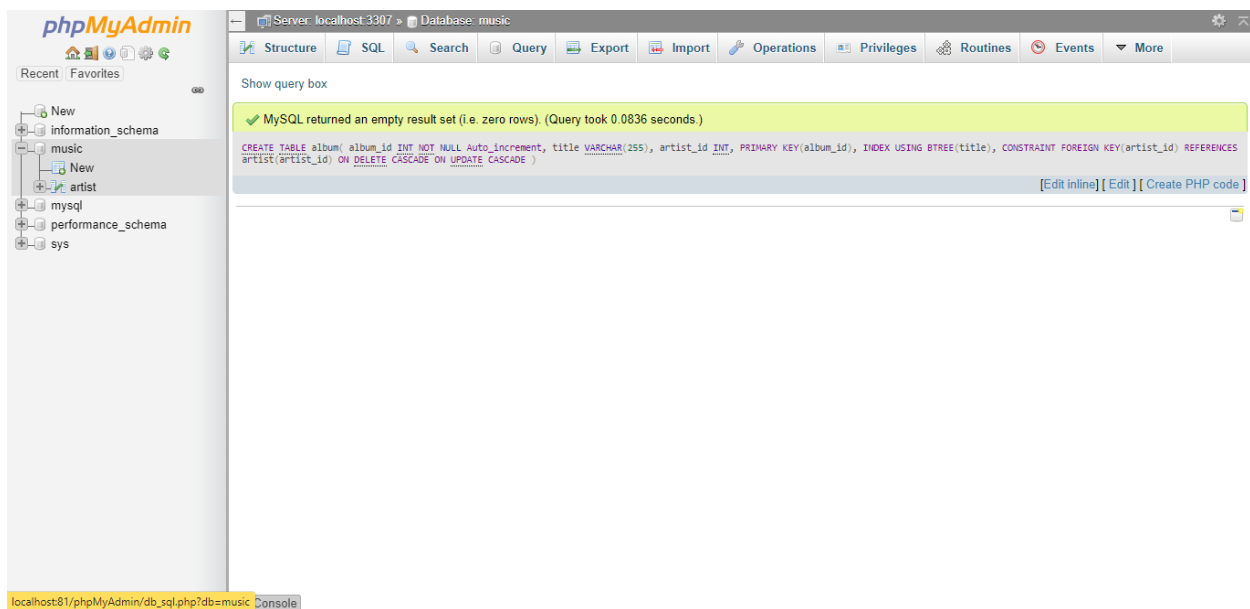 phpMyAdmin
Recent Favorites
New
information_schema
music
New
artist
mysql
performance_schema
sys
Server: localhost:3307 » Database: music
Structure SQL Search Query Export Import Operations Privileges Routines Events More
Show query box
MySQL returned an empty result set (i.e. zero rows). (Query took 0.0836 seconds.)
CREATE TABLE album( album_id INT NOT NULL Auto_increment, title VARCHAR(255), artist_id INT, PRIMARY KEY(album_id), INDEX USING BTREE(title), CONSTRAINT FOREIGN KEY(artist_id) REFERENCES
artist(artist_id) ON DELETE CASCADE ON UPDATE CASCADE )
[Edit inline] [ Edit ] [ Create PHP code ]
localhost:81/phpMyAdmin/db_sql.php?db=music Console